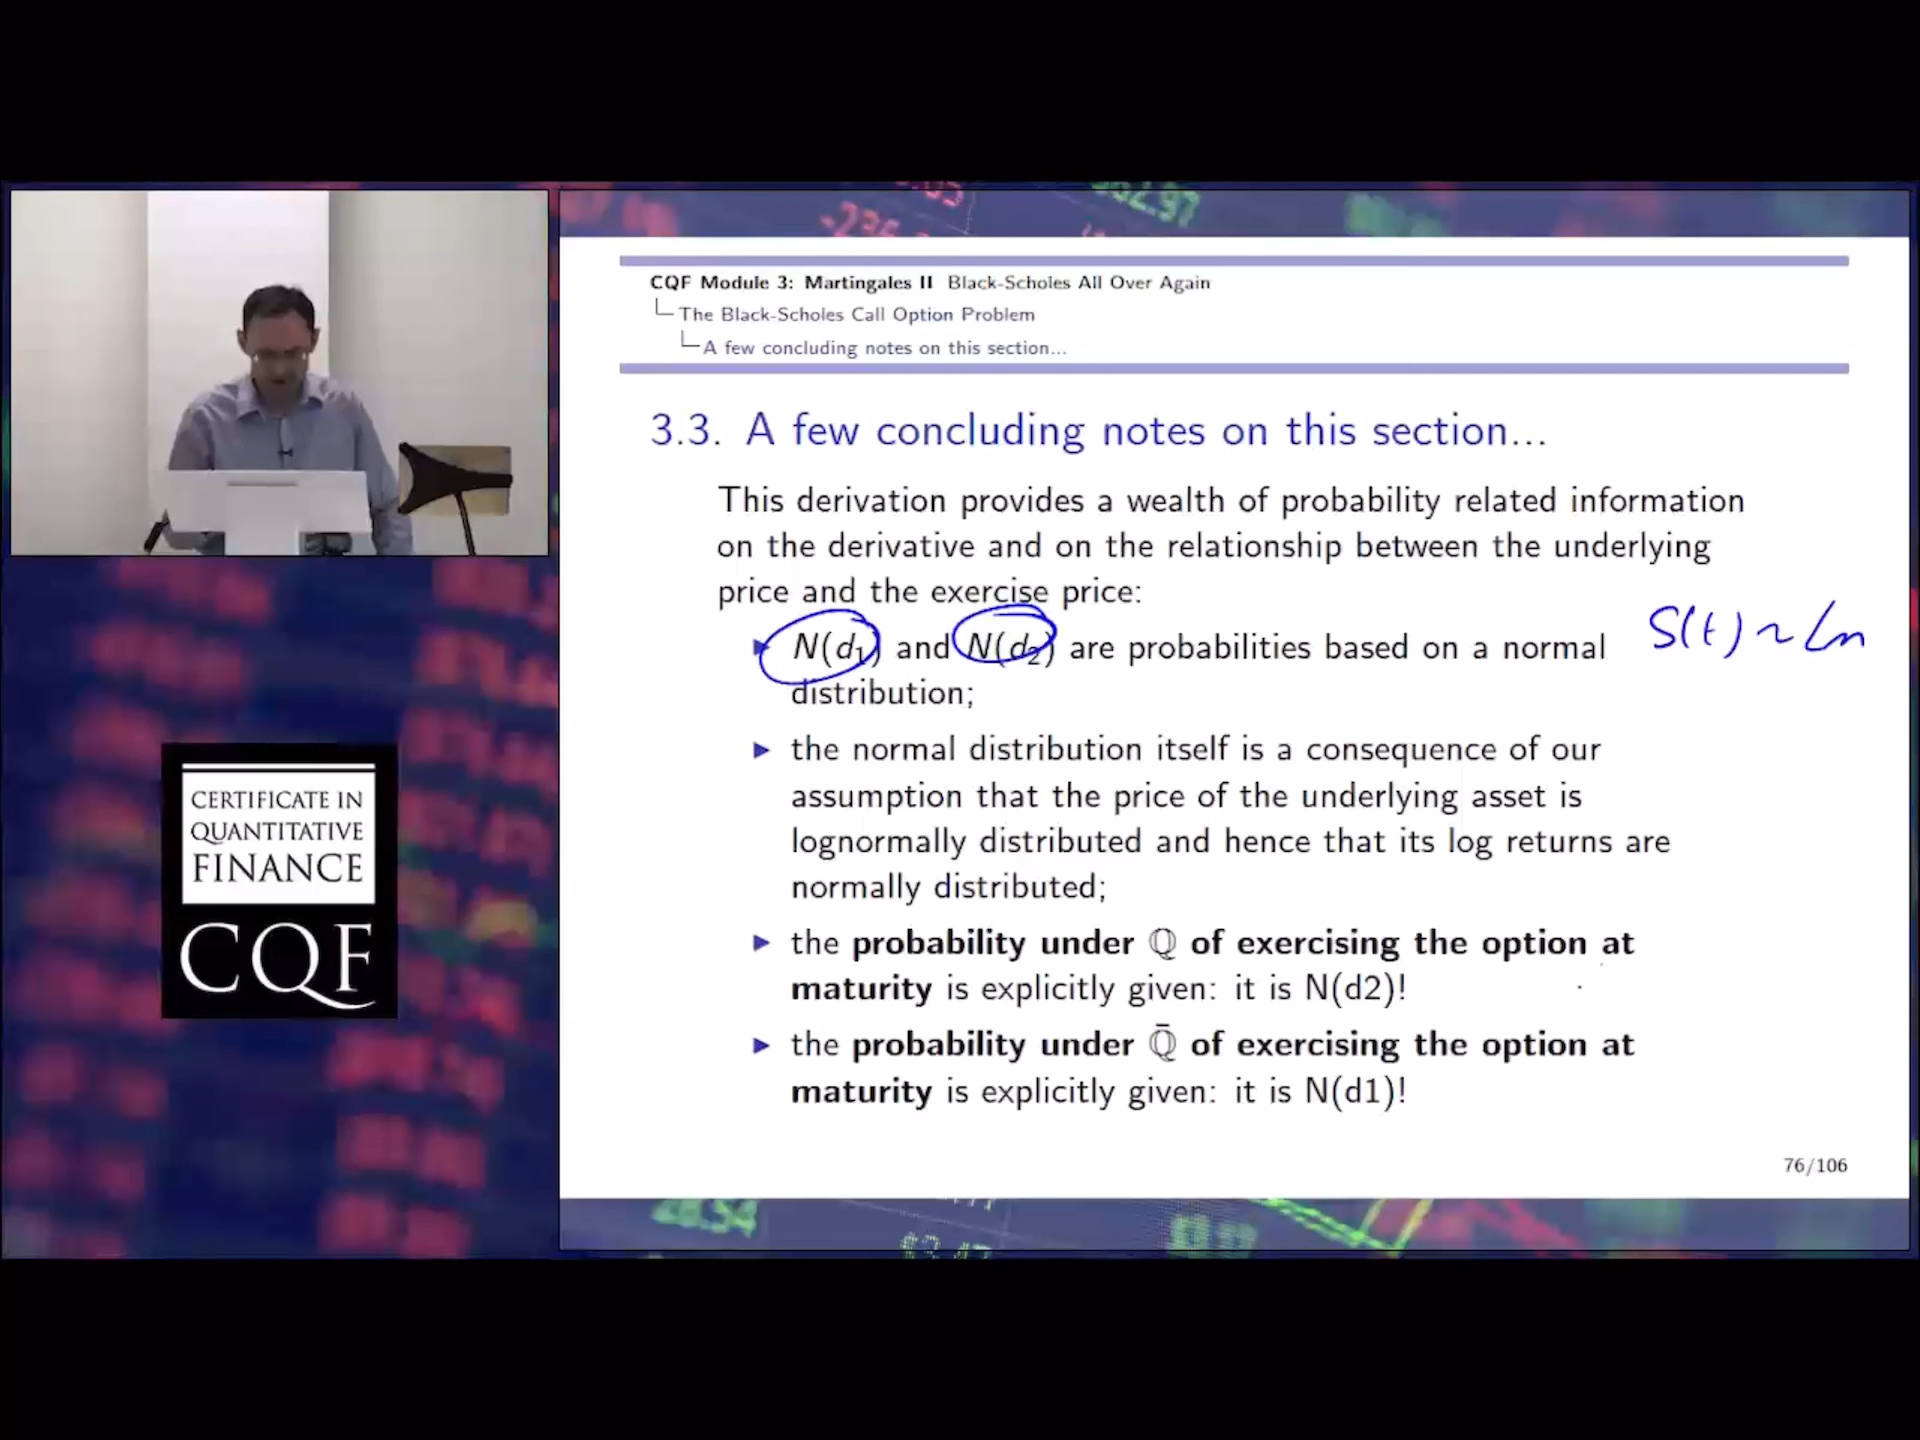 CQF Module 3: Martingales II Black-Scholes All Over Again
The Black-Scholes Call Option Problem
A few concluding notes on this section...
3.3. A few concluding notes on this section...
This derivation provides a wealth of probability related information
on the derivative and on the relationship between the underlying
price and the exercise price:
▶ N(d₁) and N(d₂) are probabilities based on a normal
distribution;
S(t) ~ Ln
▶ the normal distribution itself is a consequence of our
assumption that the price of the underlying asset is
lognormally distributed and hence that its log returns are
normally distributed;
▶ the probability under ℚ of exercising the option at
maturity is explicitly given: it is N(d2)!
▶ the probability under ℚ̄ of exercising the option at
maturity is explicitly given: it is N(d1)!
76/106
CERTIFICATE IN
QUANTITATIVE
FINANCE
CQF